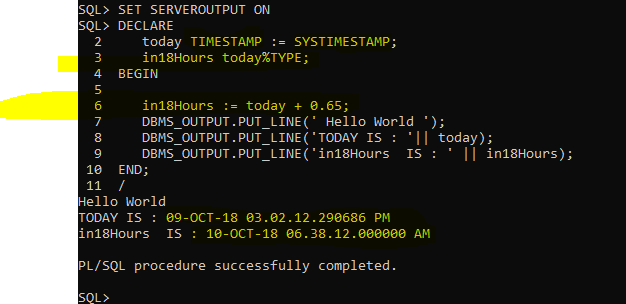 SQL> SET SERVEROUTPUT ON
SQL> DECLARE
2 today TIMESTAMP := SYSTIMESTAMP;
3 in18Hours today%TYPE;
4 BEGIN
5
6 in18Hours := today + 0.65;
7 DBMS_OUTPUT.PUT_LINE(' Hello World ');
8 DBMS_OUTPUT.PUT_LINE('TODAY IS : '|| today);
9 DBMS_OUTPUT.PUT_LINE('in18Hours  IS : ' || in18Hours);
10 END;
11 /
Hello World
TODAY IS : 09-OCT-18 03.02.12.290686 PM
in18Hours  IS : 10-OCT-18 06.38.12.000000 AM
PL/SQL procedure successfully completed.
SQL>